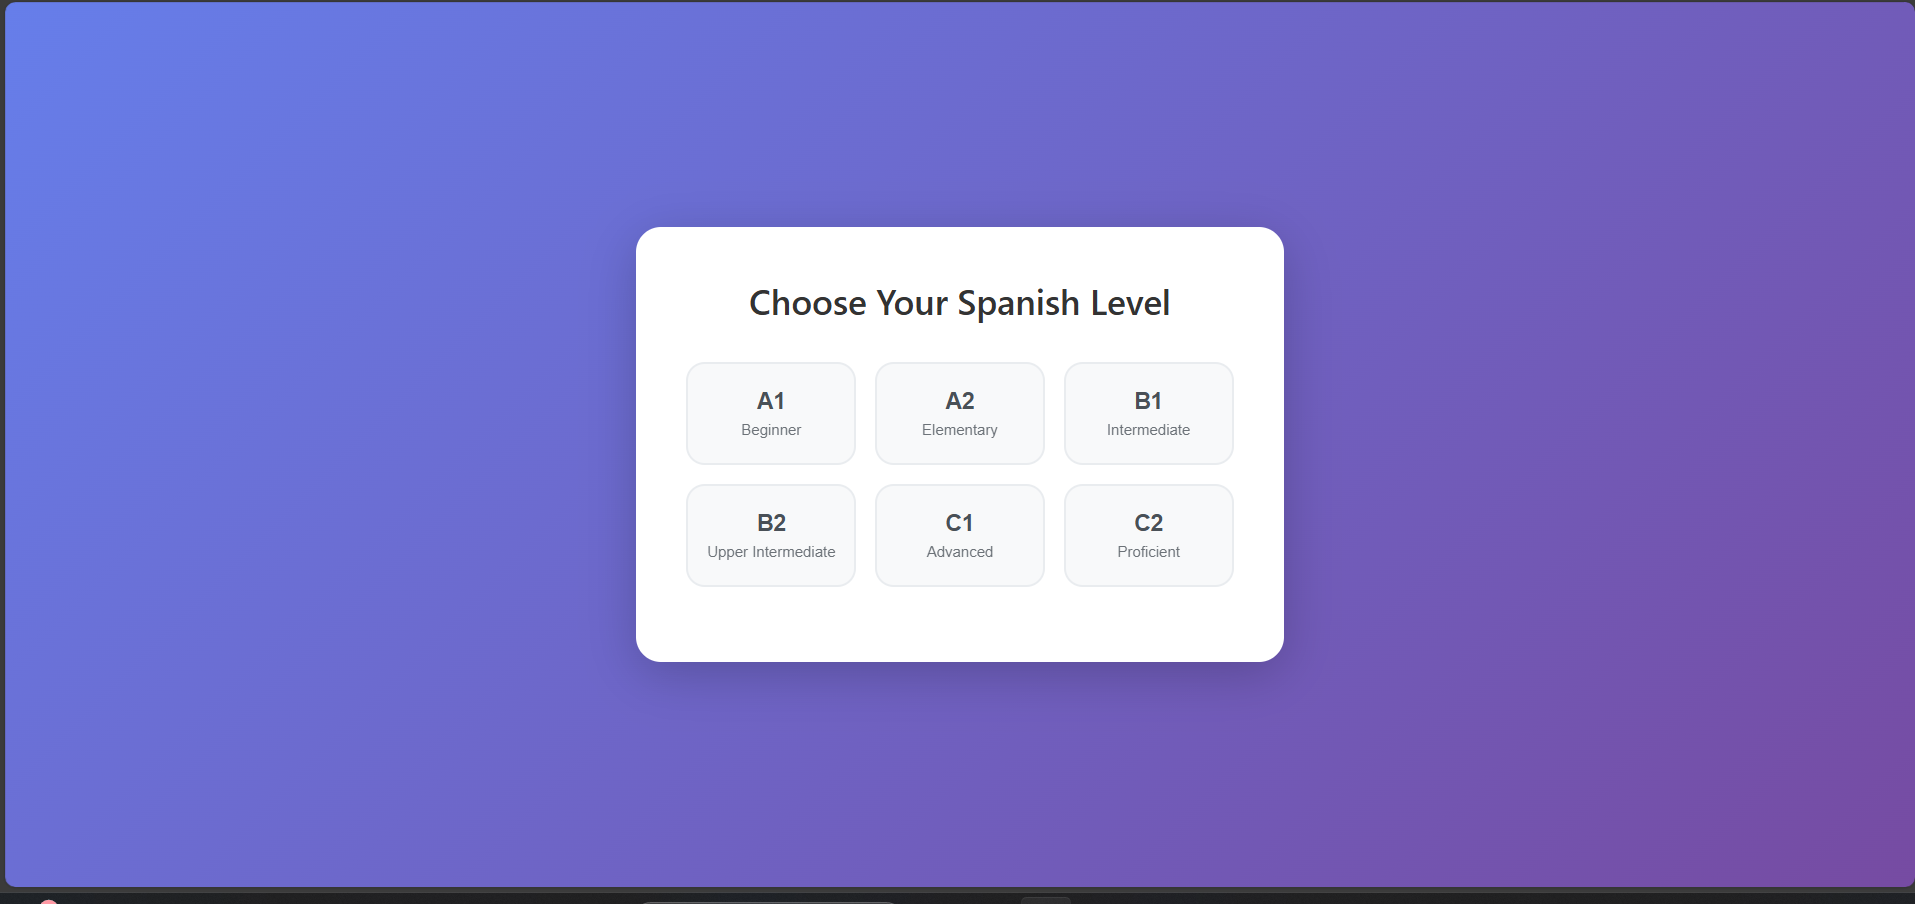 Choose Your Spanish Level
A1
Beginner
A2
Elementary
B1
Intermediate
B2
Upper Intermediate
C1
Advanced
C2
Proficient